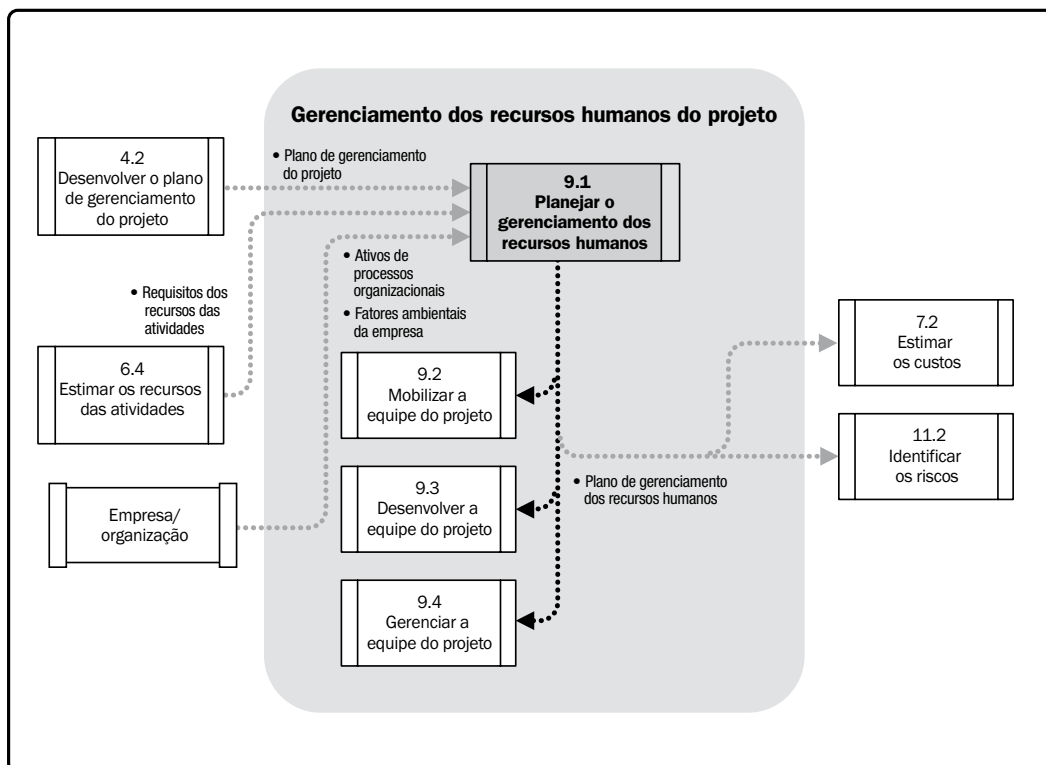 Gerenciamento dos recursos humanos do projeto
4.2
Desenvolver o plano
de gerenciamento
do projeto
• Plano de gerenciamento
do projeto
9.1
Planejar o
gerenciamento dos
recursos humanos
• Ativos de
processos
organizacionais
• Fatores ambientais
da empresa
• Requisitos dos
recursos das
atividades
6.4
Estimar os recursos
das atividades
9.2
Mobilizar a
equipe do projeto
7.2
Estimar
os custos
11.2
Identificar
os riscos
• Plano de gerenciamento
dos recursos humanos
Empresa/
organização
9.3
Desenvolver a
equipe do projeto
9.4
Gerenciar a
equipe do projeto